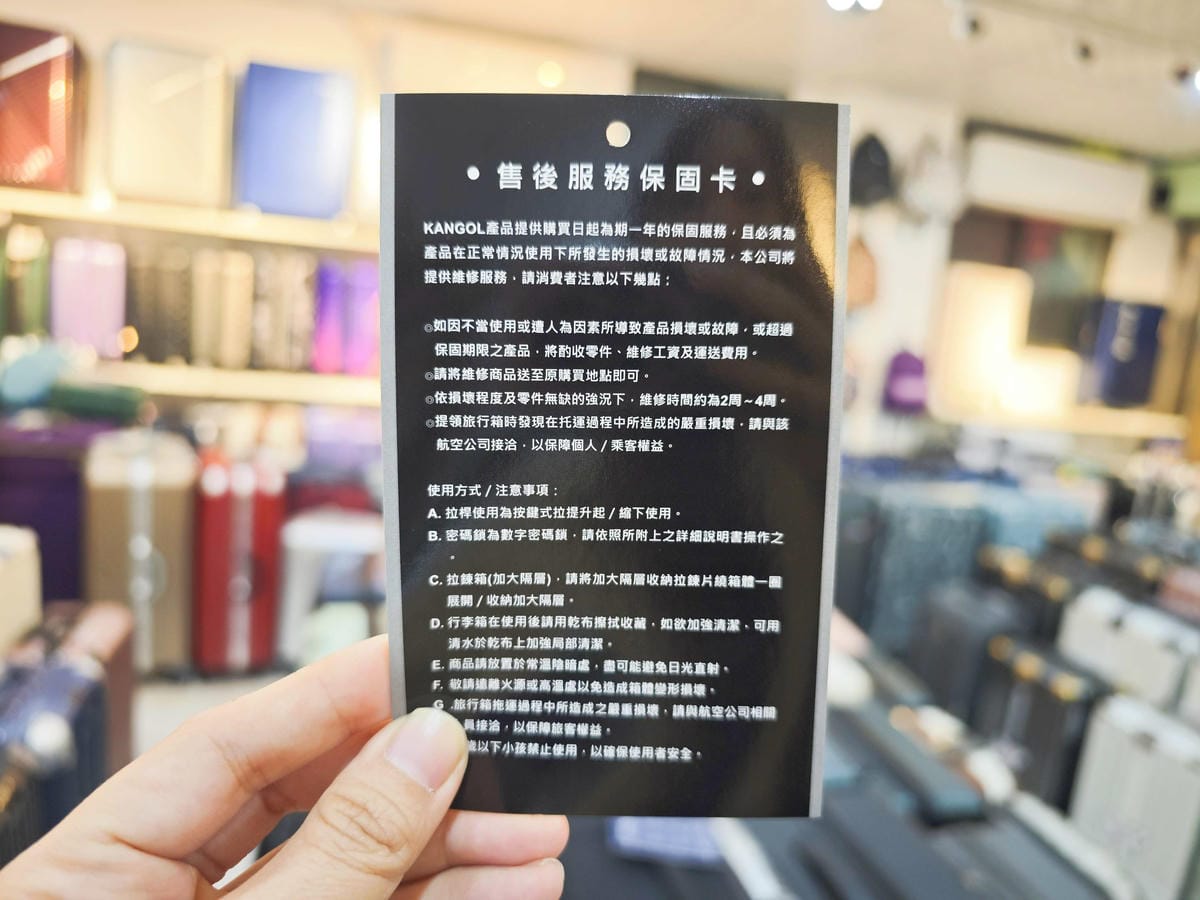 • 售後服務保固卡 •
KANGOL產品提供購買日起為期一年的保固服務，且必須為
產品在正常情況使用下所發生的損壞或故障情況，本公司將
提供維修服務，請消費者注意以下幾點：
◎如因不當使用或遭人為因素所導致產品損壞或故障，或超過
保固期限之產品，將酌收零件、維修工資及運送費用。
◎請將維修商品送至原購買地點即可。
◎依損壞程度及零件無缺的強況下，維修時間約為2周～4周。
◎提領旅行箱時發現在托運過程中所造成的嚴重損壞，請與該
航空公司接洽，以保障個人／乘客權益。
使用方式／注意事項：
A. 拉桿使用為按鍵式拉提升起／縮下使用。
B. 密碼鎖為數字密碼鎖，請依照所附上之詳細說明書操作之
。
C. 拉鍊箱(加大隔層)，請將加大隔層收納拉鍊片繞箱體一圈
展開／收納加大隔層。
D. 行李箱在使用後請用乾布擦拭收藏，如欲加強清潔，可用
清水於乾布上加強局部清潔。
E. 商品請放置於常溫陰暗處，盡可能避免日光直射。
F. 敬請遠離火源或高溫處以免造成箱體變形損壞。
G .旅行箱拖運過程中所造成之嚴重損壞，請與航空公司相關
員接洽，以保障旅客權益。
歲以下小孩禁止使用，以確保使用者安全。